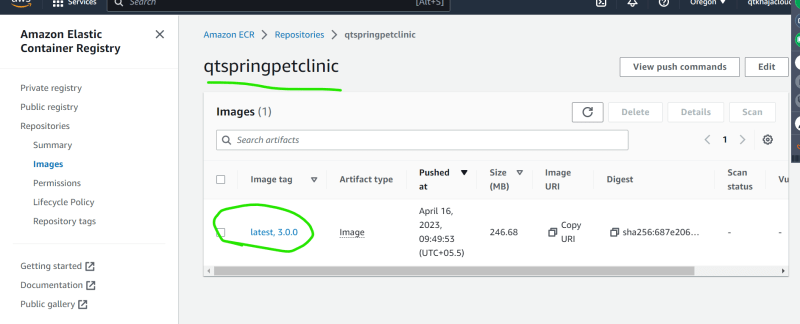 Services
Search
[Alt+S]
Oregon
qtkhajacloud
Amazon Elastic
Container Registry
Private registry
Public registry
Repositories
Summary
Images
Permissions
Lifecycle Policy
Repository tags
Getting started
Documentation
Public gallery
Amazon ECR > Repositories > qtspringpetclinic
qtspringpetclinic
View push commands
Edit
Images (1)
Delete
Details
Scan
Search artifacts
1
Image tag
Artifact type
Pushed
at
Size
(MB)
Image
URI
Digest
Scan
status
Vu
latest, 3.0.0
Image
April 16,
2023,
09:49:53
(UTC+05.5)
246.68
Copy
URI
sha256:687e206...
-
-